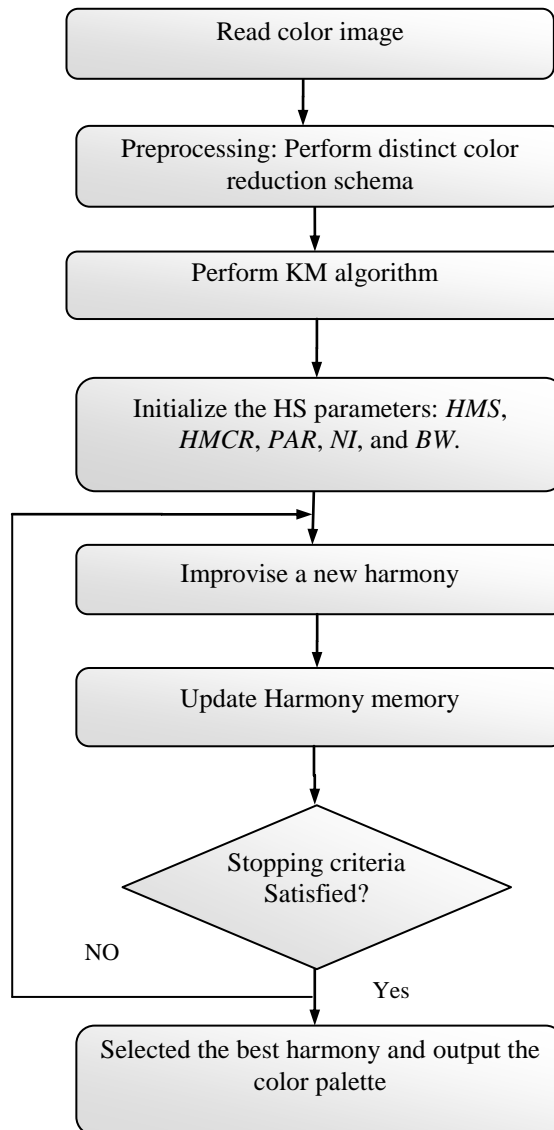 Read color image
Preprocessing: Perform distinct color
reduction schema
Perform KM algorithm
Initialize the HS parameters: HMS,
HMCR, PAR, NI, and BW.
Improvise a new harmony
Update Harmony memory
Stopping criteria
Satisfied?
NO
Yes
Selected the best harmony and output the
color palette